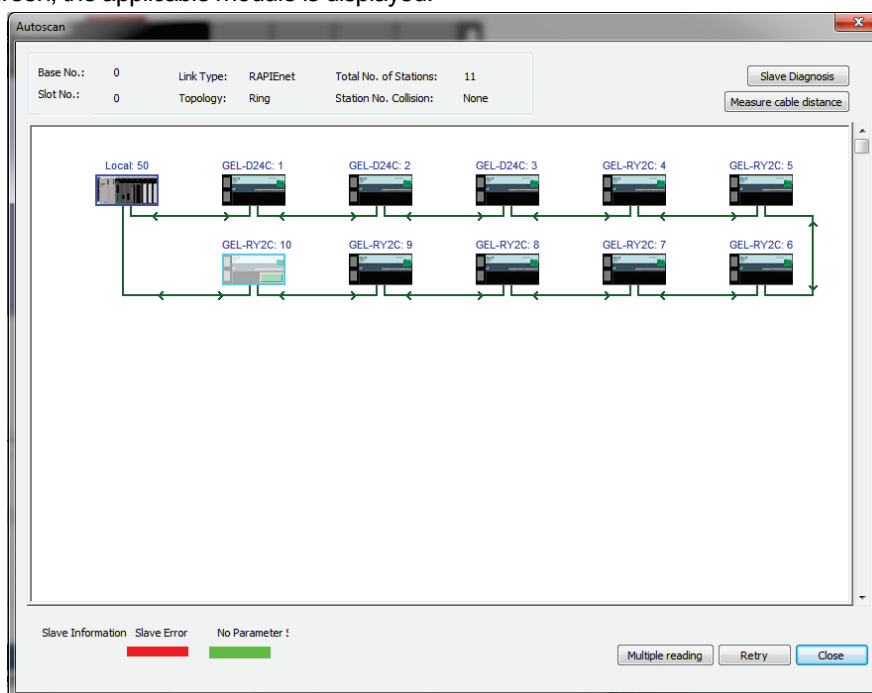 Autoscan
Base No.: 0 Link Type: RAPIEnet Total No. of Stations: 11 Slave Diagnosis
Slot No.: 0 Topology: Ring Station No. Collision: None Measure cable distance
Local: 50 GEL-D24C: 1 GEL-D24C: 2 GEL-D24C: 3 GEL-RY2C: 4 GEL-RY2C: 5
GEL-RY2C: 10 GEL-RY2C: 9 GEL-RY2C: 8 GEL-RY2C: 7 GEL-RY2C: 6
Slave Information Slave Error No Parameter
Multiple reading Retry Close